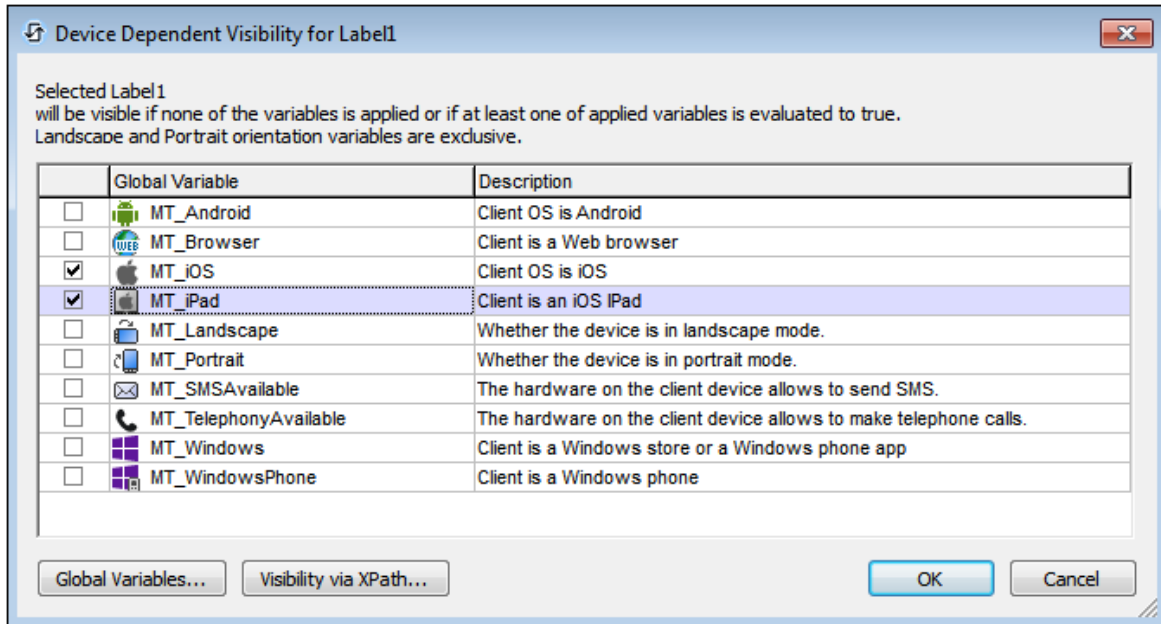 Device Dependent Visibility for Label1
Selected Label1
will be visible if none of the variables is applied or if at least one of applied variables is evaluated to true.
Landscape and Portrait orientation variables are exclusive.
Global Variable Description
MT_Android Client OS is Android
WEB MT_Browser Client is a Web browser
MT_iOS Client OS is iOS
MT_iPad Client is an iOS IPad
MT_Landscape Whether the device is in landscape mode.
MT_Portrait Whether the device is in portrait mode.
MT_SMSAvailable The hardware on the client device allows to send SMS.
MT_TelephonyAvailable The hardware on the client device allows to make telephone calls.
MT_Windows Client is a Windows store or a Windows phone app
MT_WindowsPhone Client is a Windows phone
Global Variables... Visibility via XPath... OK Cancel